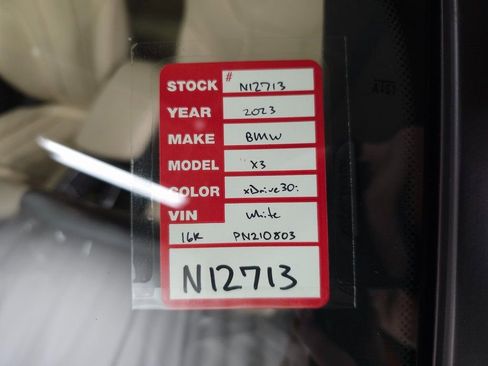 STOCK # N12713
YEAR 2023
MAKE BMW
MODEL X3
COLOR xDrive30i
VIN White
16K PN210803
N12713